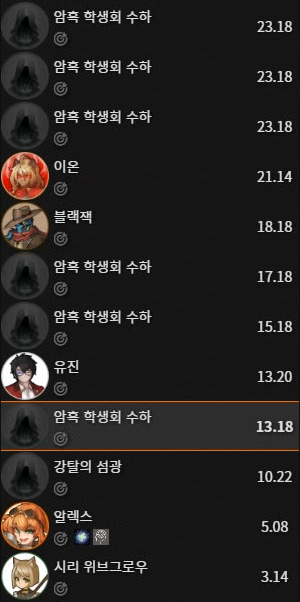 암흑 학생회 수하
23.18
암흑 학생회 수하
23.18
암흑 학생회 수하
23.18
이온
21.14
블랙잭
18.18
암흑 학생회 수하
17.18
암흑 학생회 수하
15.18
유진
13.20
암흑 학생회 수하
13.18
강탈의 섬광
10.22
알렉스
5.08
시리 위브그로우
3.14